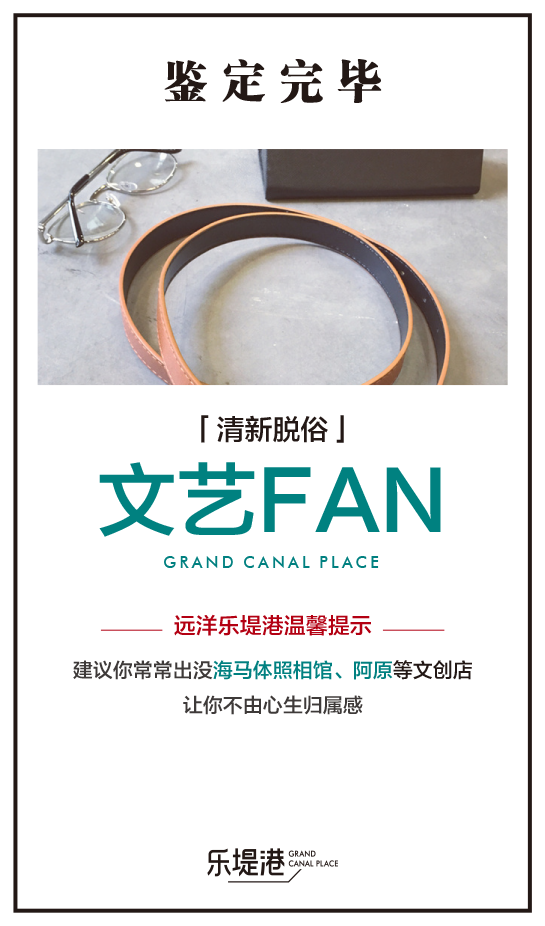 鉴定完毕
「清新脱俗」
文艺FAN
GRAND CANAL PLACE
远洋乐堤港温馨提示
建议你常常出没海马体照相馆、阿原等文创店
让你不由心生归属感
乐堤港 GRAND
CANAL PLACE